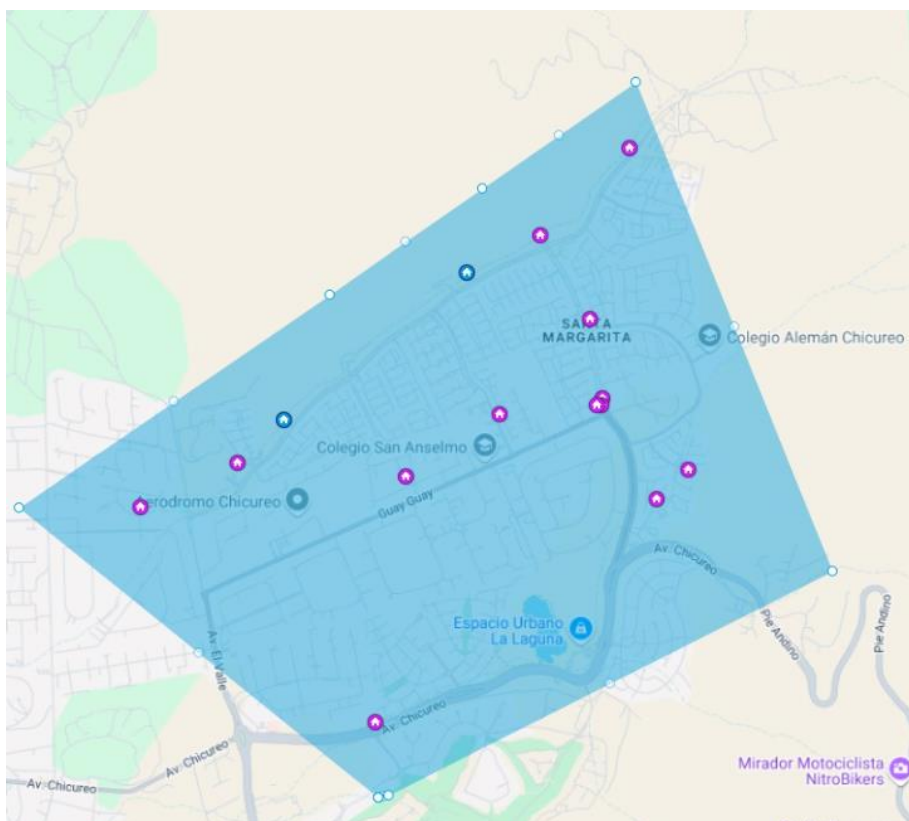 SANTA
MARGARITA
Colegio Alemán Chicureo
Colegio San Anselmo
Aerodromo Chicureo
Guay Guay
Av. Chicureo
Espacio Urbano
La Laguna
Pie Andino
Pie Andino
Av. El Valle
Av. Chicureo
Av. Chicureo
Av. Chicureo
Mirador Motociclista
NitroBikers